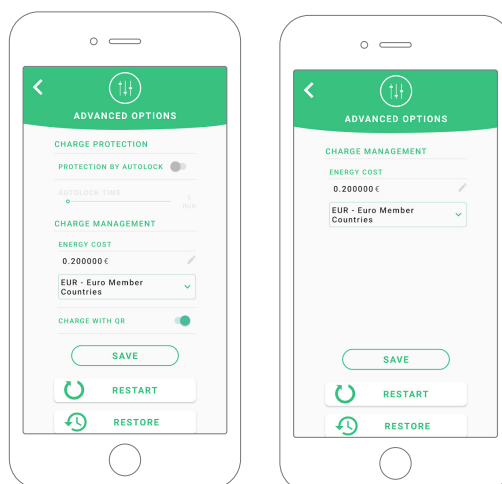 ADVANCED OPTIONS
CHARGE PROTECTION
PROTECTION BY AUTOLOCK
AUTOLOCK TIME
1
min
CHARGE MANAGEMENT
ENERGY COST
0.200000 €
EUR - Euro Member
Countries
CHARGE WITH QR
SAVE
RESTART
RESTORE
ADVANCED OPTIONS
CHARGE MANAGEMENT
ENERGY COST
0.200000 €
EUR - Euro Member
Countries
SAVE
RESTART
RESTORE